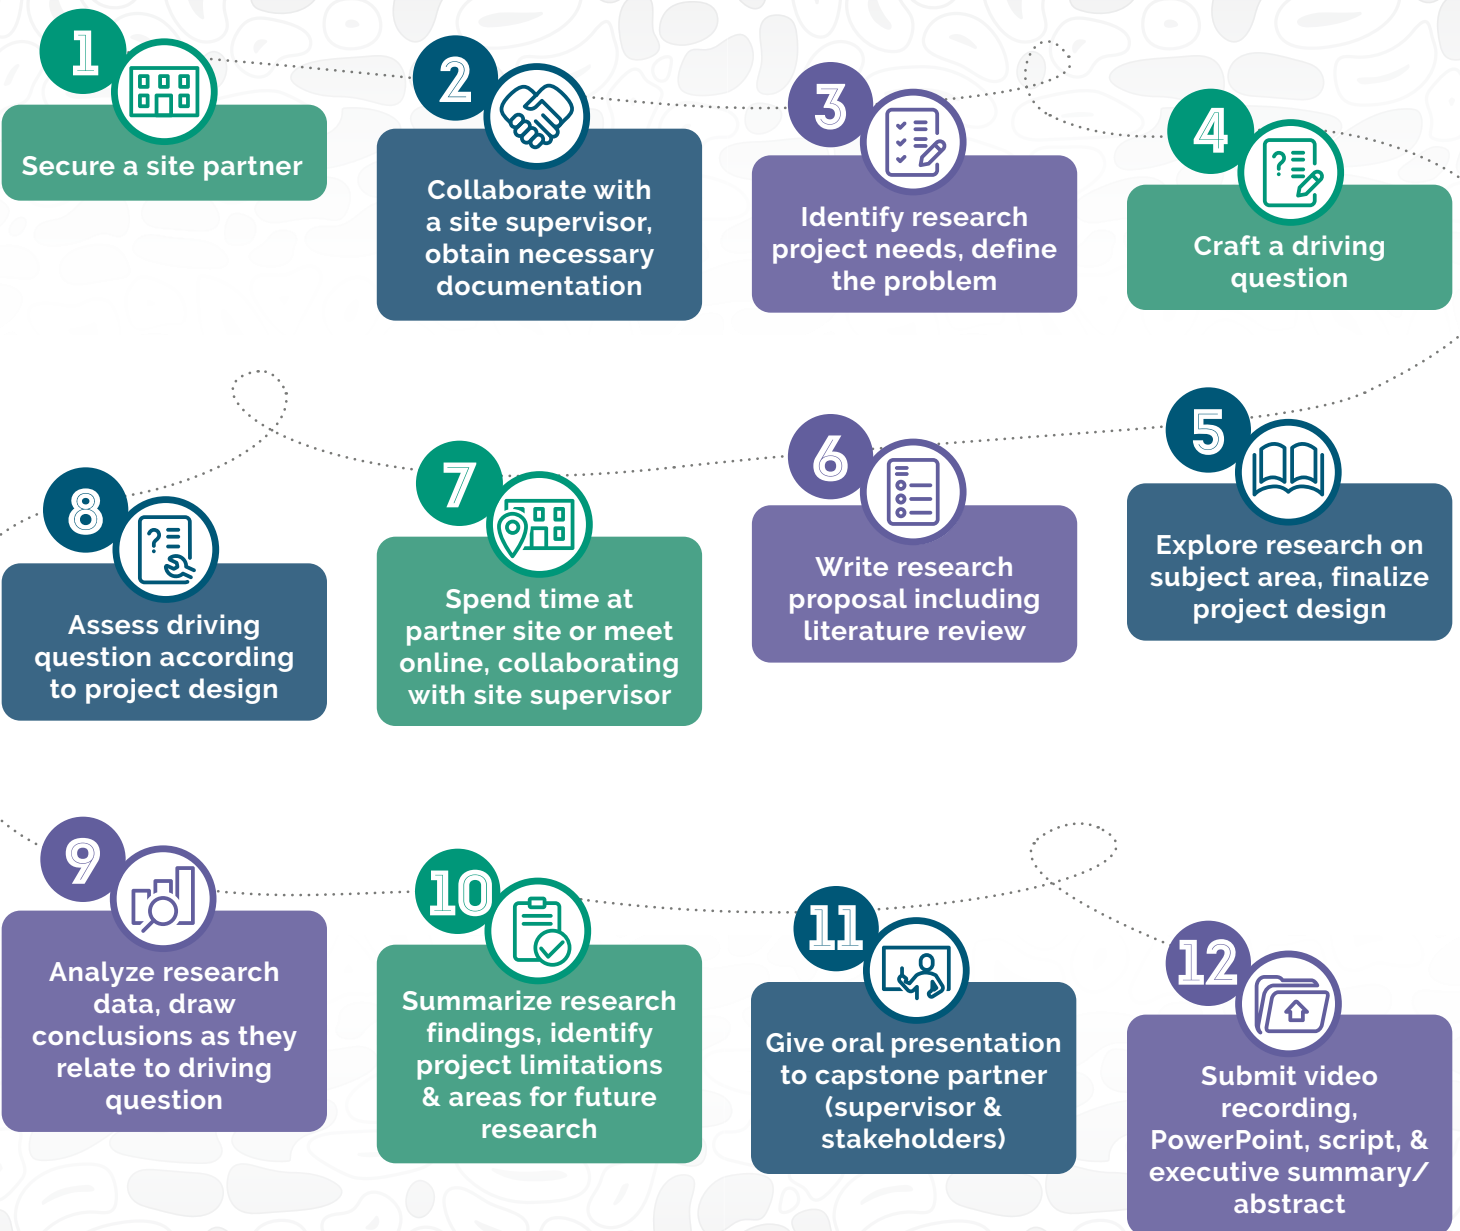 1
Secure a site partner
2
Collaborate with
a site supervisor,
obtain necessary
documentation
3
Identify research
project needs, define
the problem
4
Craft a driving
question
5
Explore research on
subject area, finalize
project design
6
Write research
proposal including
literature review
7
Spend time at
partner site or meet
online, collaborating
with site supervisor
8
Assess driving
question according
to project design
9
Analyze research
data, draw
conclusions as they
relate to driving
question
10
Summarize research
findings, identify
project limitations
& areas for future
research
11
Give oral presentation
to capstone partner
(supervisor &
stakeholders)
12
Submit video
recording,
PowerPoint, script, &
executive summary/
abstract